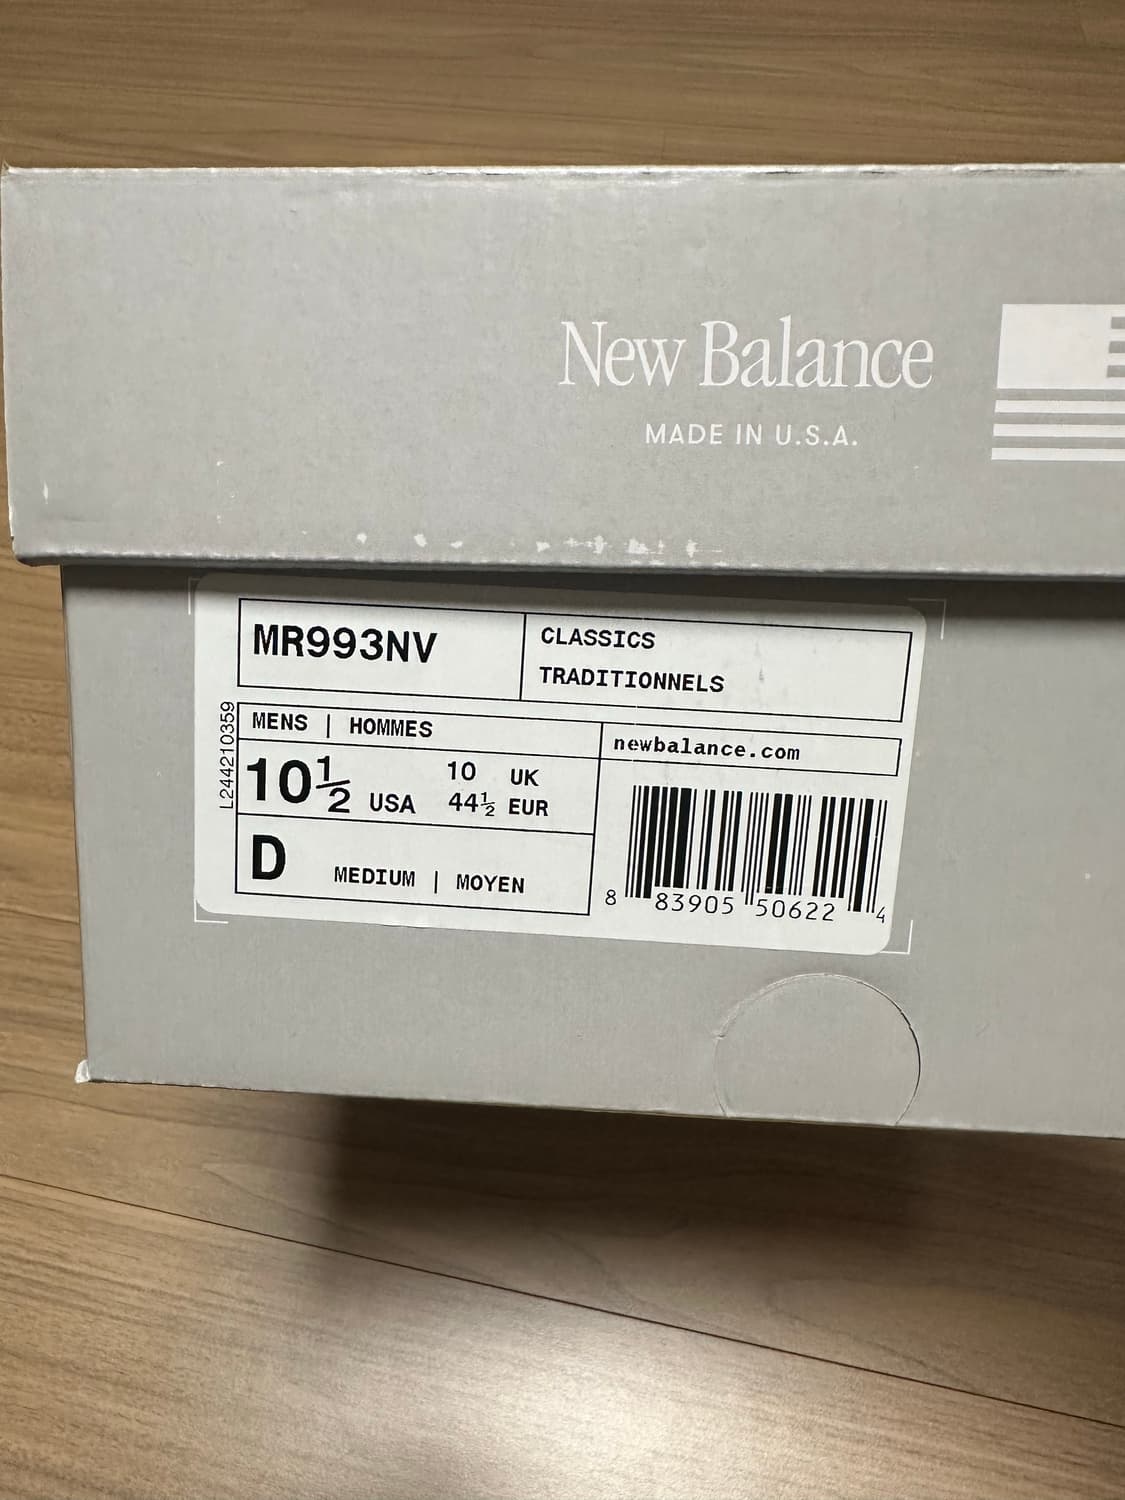 New Balance
MADE IN U.S.A.
MR993NV
CLASSICS
TRADITIONNELS
L244210359
MENS | HOMMES
newbalance.com
10½ USA
10 UK
44½ EUR
D
MEDIUM | MOYEN
8 83905 50622 4